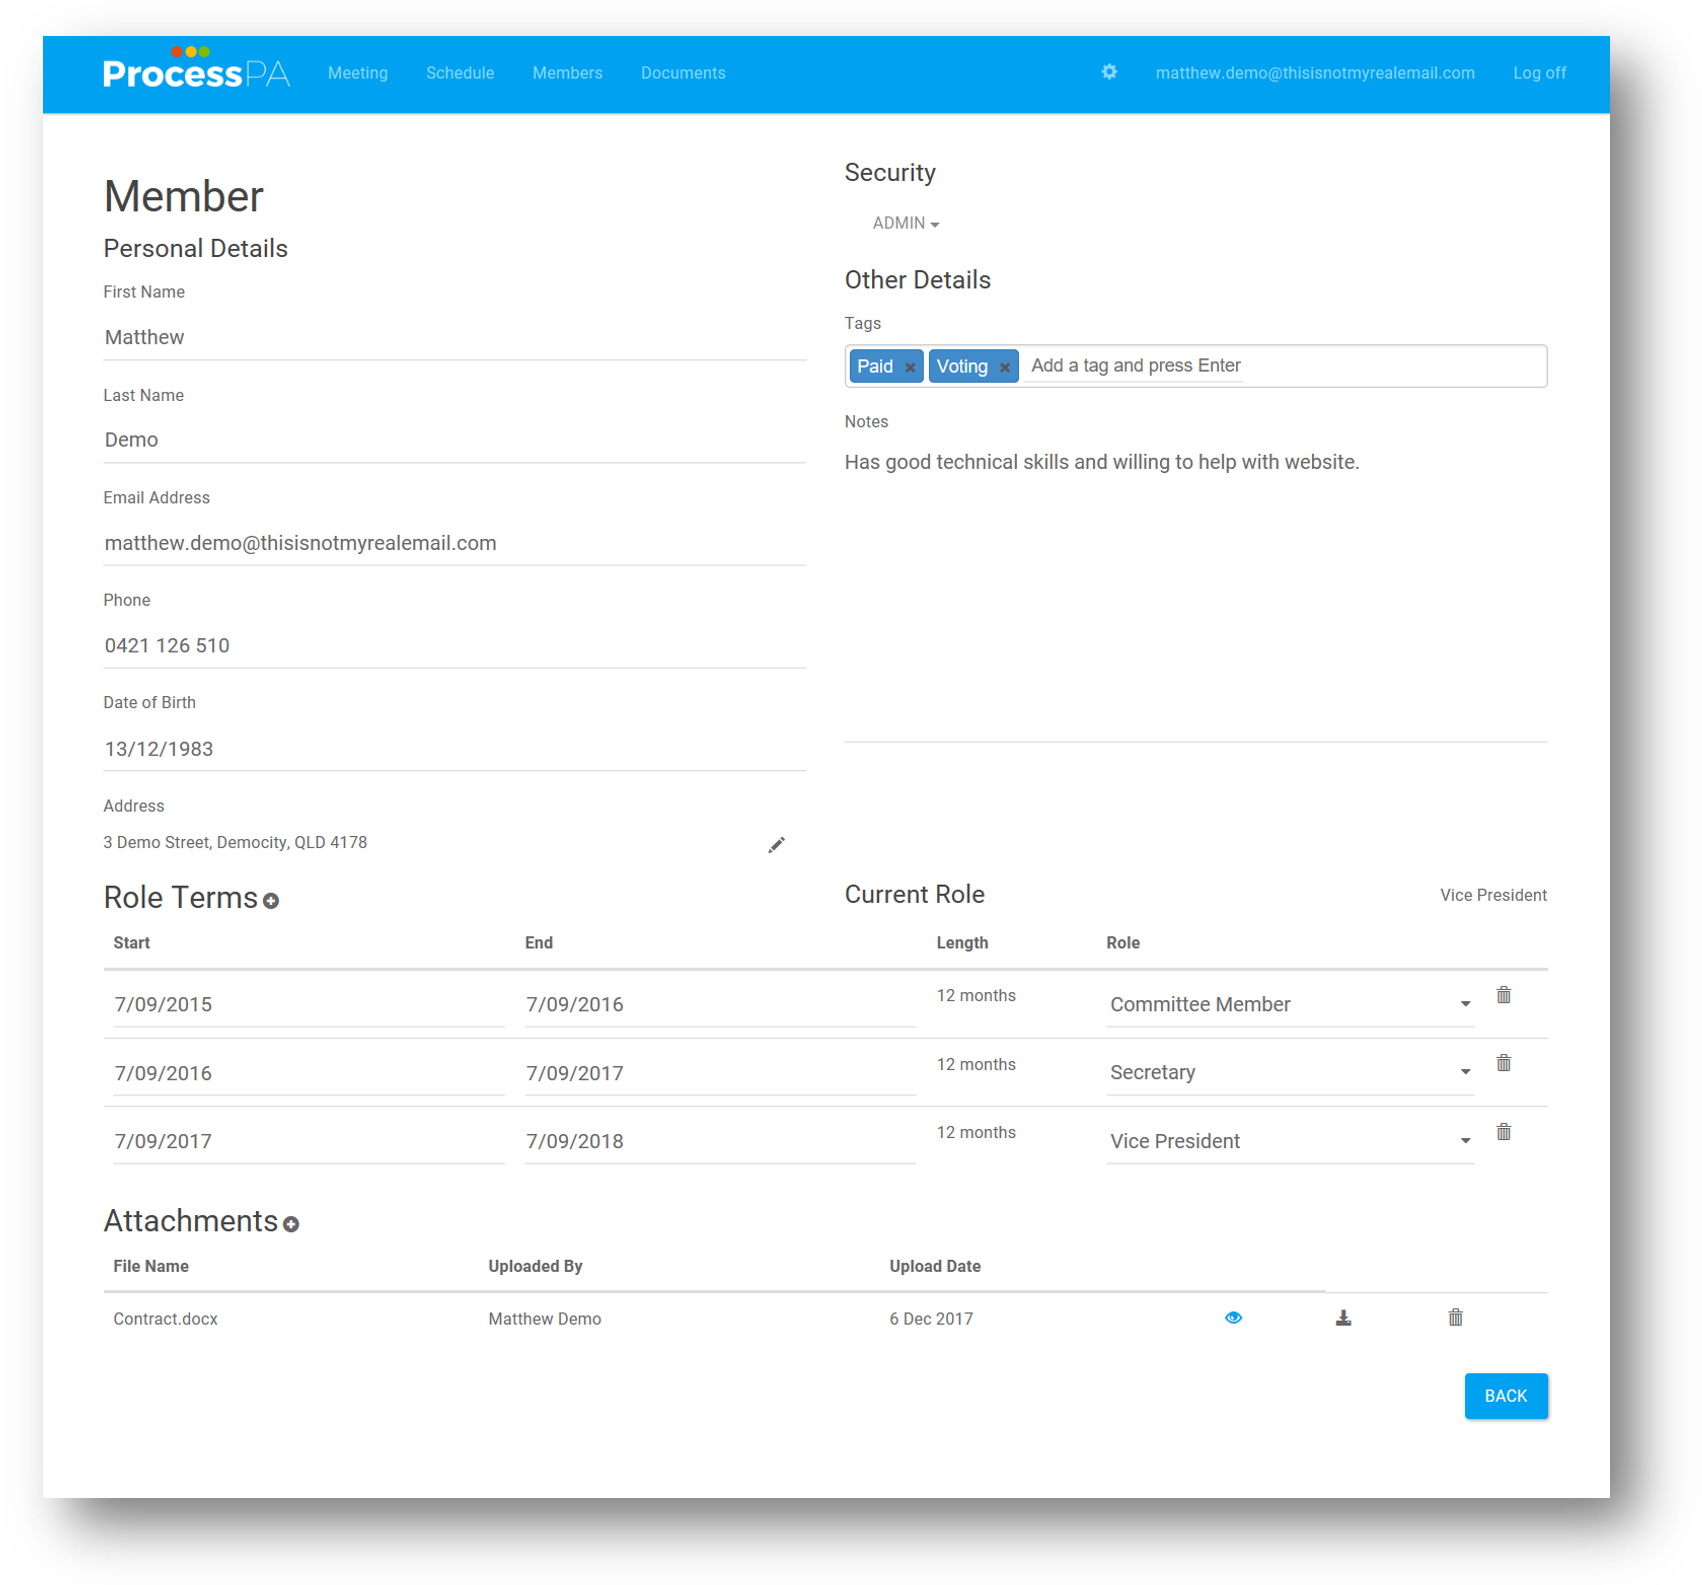 ProcessPA Meeting Schedule Members Documents matthew.demo@thisisnotmyrealemail.com Log off
Member
Personal Details
First Name
Matthew
Last Name
Demo
Email Address
matthew.demo@thisisnotmyrealemail.com
Phone
0421 126 510
Date of Birth
13/12/1983
Address
3 Demo Street, Democity, QLD 4178
Security
ADMIN
Other Details
Tags
Paid × Voting × Add a tag and press Enter
Notes
Has good technical skills and willing to help with website.
Role Terms
Current Role Vice President
Start End Length Role
7/09/2015 7/09/2016 12 months Committee Member
7/09/2016 7/09/2017 12 months Secretary
7/09/2017 7/09/2018 12 months Vice President
Attachments
File Name Uploaded By Upload Date
Contract.docx Matthew Demo 6 Dec 2017
BACK